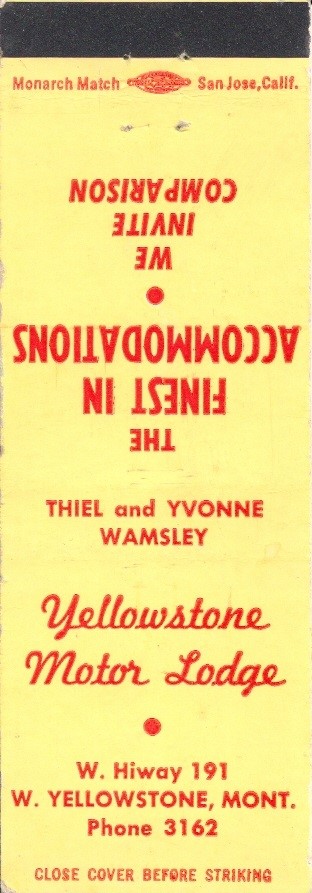 Monarch Match San Jose, Calif.
THE
FINEST IN
ACCOMMODATIONS
WE
INVITE
COMPARISON
THIEL and YVONNE
WAMSLEY
Yellowstone
Motor Lodge
W. Hiway 191
W. YELLOWSTONE, MONT.
Phone 3162
CLOSE COVER BEFORE STRIKING